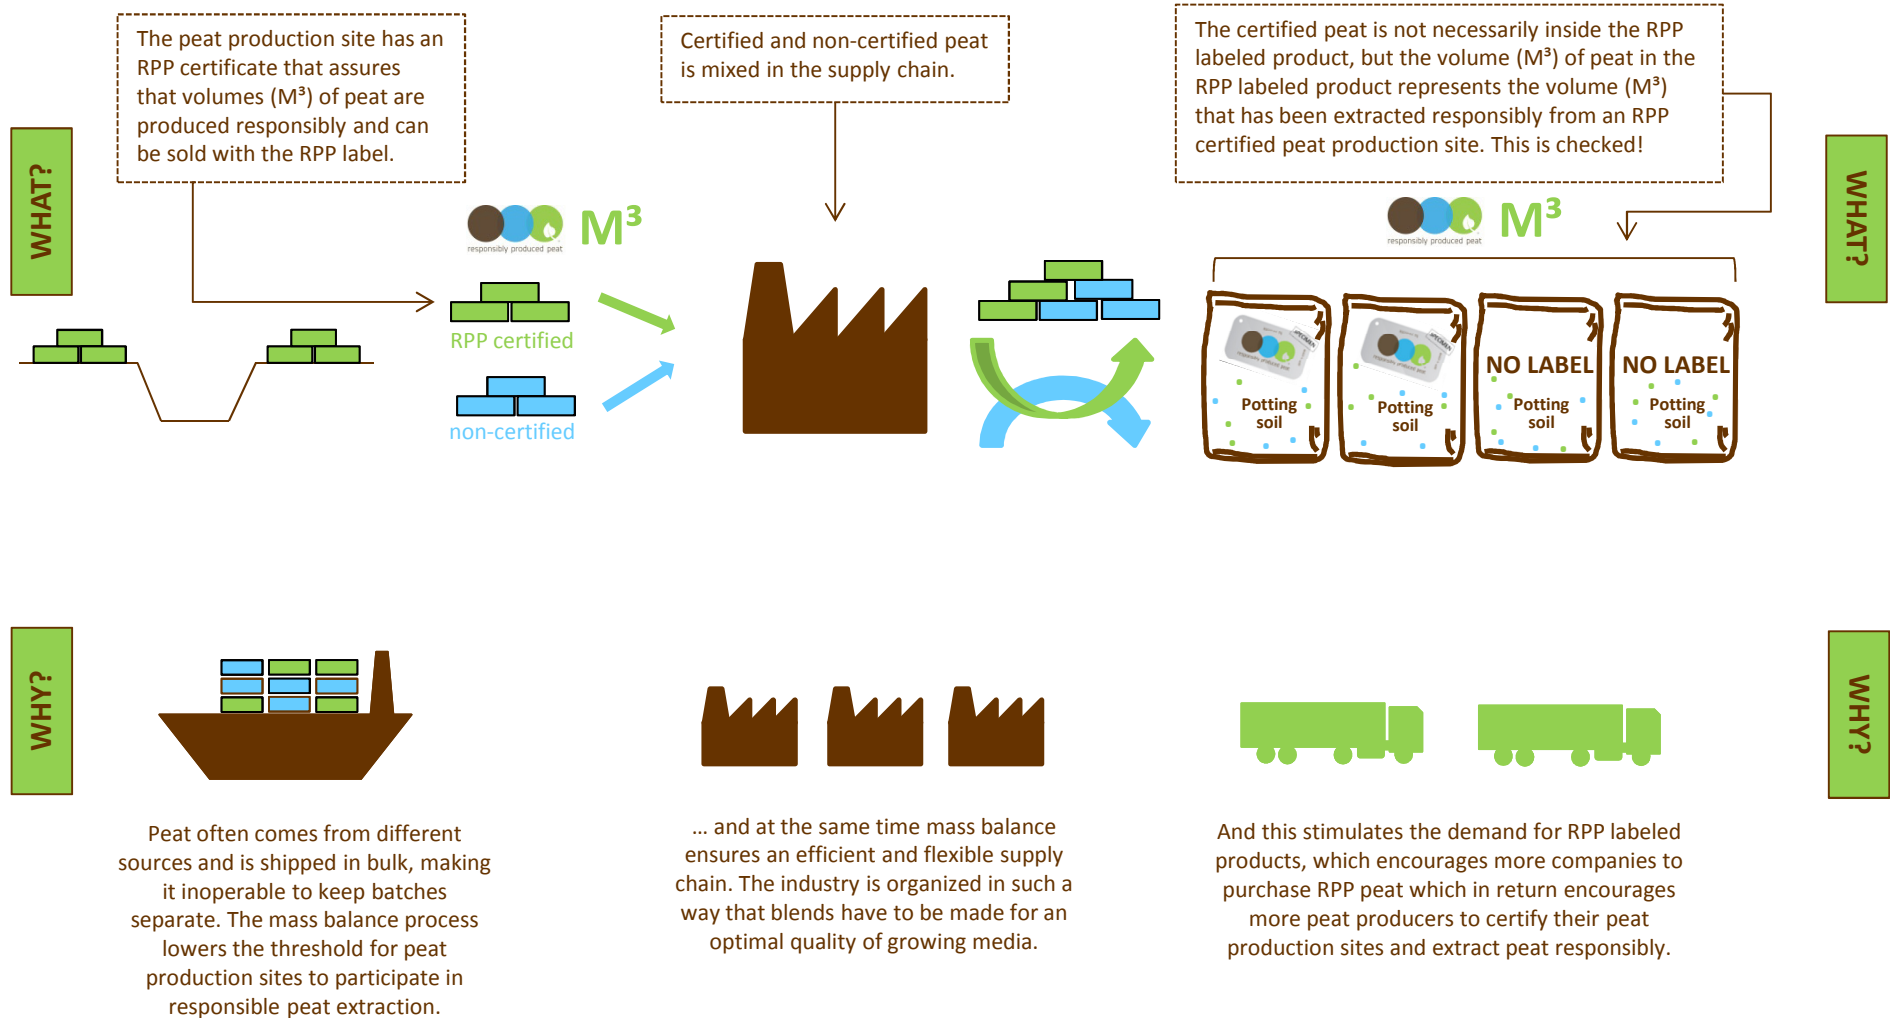 The peat production site has an
RPP certificate that assures
that volumes (M³) of peat are
produced responsibly and can
be sold with the RPP label.
Certified and non-certified peat
is mixed in the supply chain.
The certified peat is not necessarily inside the RPP
labeled product, but the volume (M³) of peat in the
RPP labeled product represents the volume (M³)
that has been extracted responsibly from an RPP
certified peat production site. This is checked!
WHAT?
WHAT?
responsibly produced peat
M³
responsibly produced peat
M³
RPP certified
non-certified
SPECIMEN
responsibly produced peat
Potting
soil
SPECIMEN
responsibly produced peat
Potting
soil
NO LABEL
Potting
soil
NO LABEL
Potting
soil
WHY?
WHY?
Peat often comes from different
sources and is shipped in bulk, making
it inoperable to keep batches
separate. The mass balance process
lowers the threshold for peat
production sites to participate in
responsible peat extraction.
... and at the same time mass balance
ensures an efficient and flexible supply
chain. The industry is organized in such a
way that blends have to be made for an
optimal quality of growing media.
And this stimulates the demand for RPP labeled
products, which encourages more companies to
purchase RPP peat which in return encourages
more peat producers to certify their peat
production sites and extract peat responsibly.